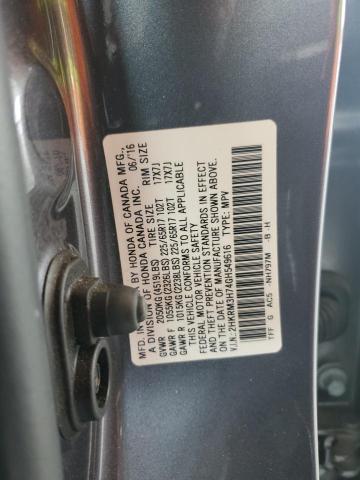 MFD. IN CANADA BY HONDA OF CANADA MFG.,
A DIVISION OF HONDA CANADA INC. 06/16
TIRE SIZE RIM SIZE
GVWR 2050KG(4519LBS)
GAWR F 1055KG(2326LBS) 225/65R17 102T 17X7J
GAWR R 1015KG(2238LBS) 225/65R17 102T 17X7J
THIS VEHICLE CONFORMS TO ALL APPLICABLE
FEDERAL MOTOR VEHICLE SAFETY
AND THEFT PREVENTION STANDARDS IN EFFECT
ON THE DATE OF MANUFACTURE SHOWN ABOVE.
V.I.N.: 2HKRM3H74GH549616 TYPE: MPV
TFF G AC5 -NH797M -B -H